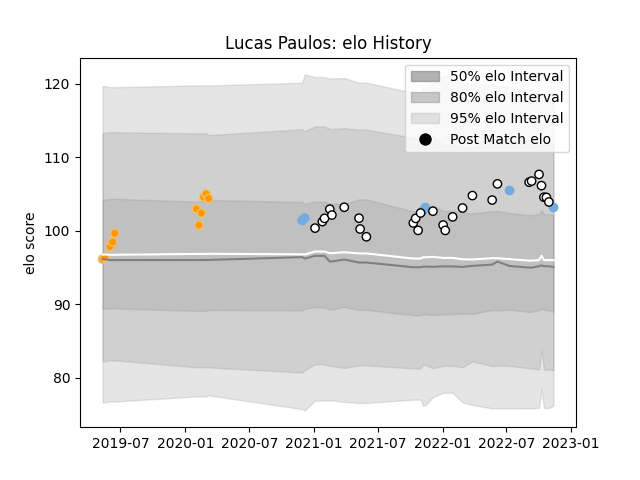 Lucas Paulos: elo History
50% elo Interval
80% elo Interval
95% elo Interval
Post Match elo
elo score
120
110
100
90
80
2019-07 2020-01 2020-07 2021-01 2021-07 2022-01 2022-07 2023-01